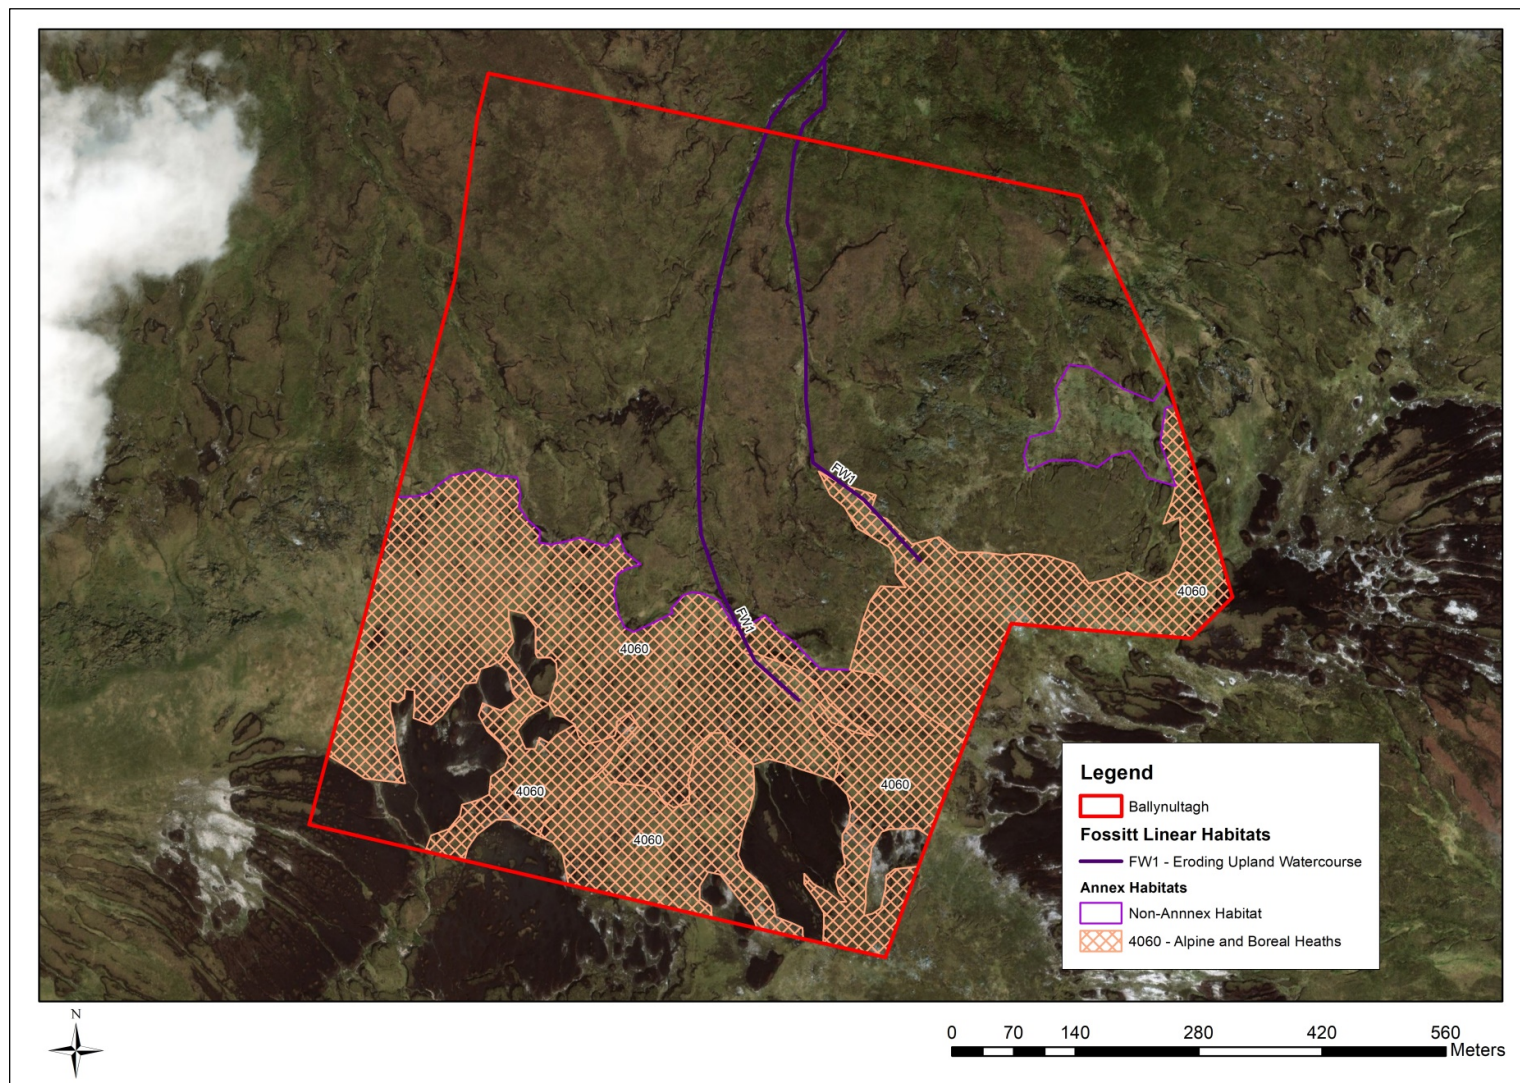 FW1
FW1
4060
4060
4060
4060
4060
Legend
Ballynultagh
Fossitt Linear Habitats
FW1 - Eroding Upland Watercourse
Annex Habitats
Non-Annnex Habitat
4060 - Alpine and Boreal Heaths
N
0 70 140 280 420 560
Meters